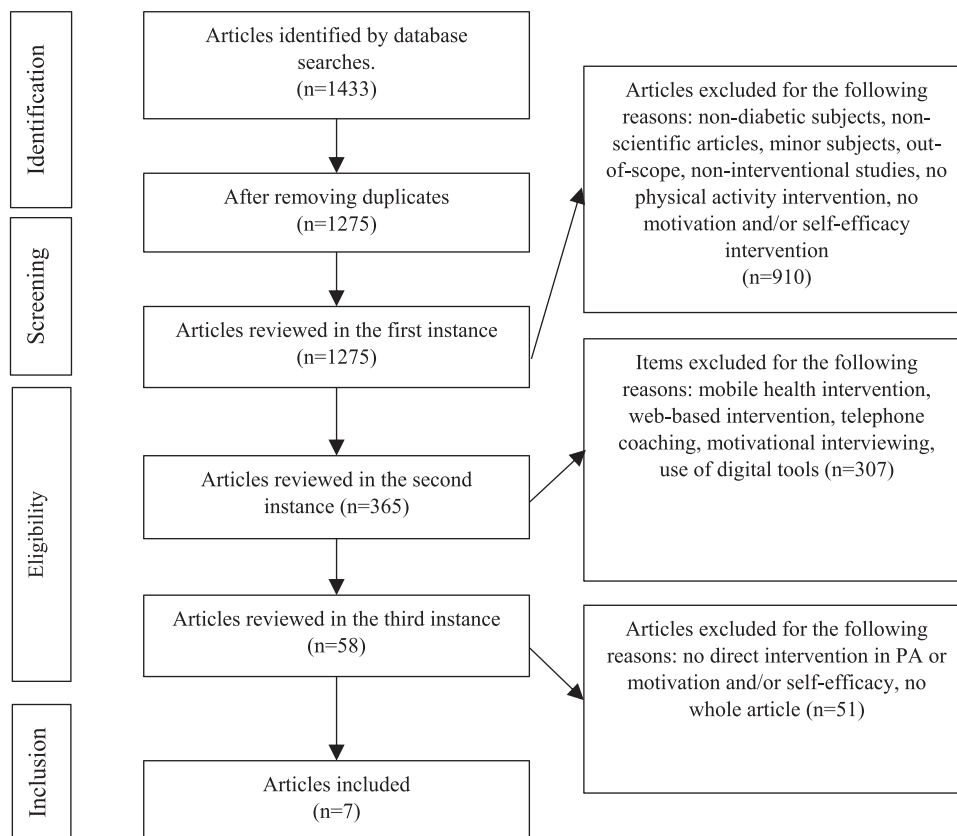 Identification
Articles identified by database
searches.
(n=1433)
After removing duplicates
(n=1275)
Articles excluded for the following
reasons: non-diabetic subjects, non-
scientific articles, minor subjects, out-
of-scope, non-interventional studies, no
physical activity intervention, no
motivation and/or self-efficacy
intervention
(n=910)
Screening
Articles reviewed in the first instance
(n=1275)
Items excluded for the following
reasons: mobile health intervention,
web-based intervention, telephone
coaching, motivational interviewing,
use of digital tools (n=307)
Eligibility
Articles reviewed in the second
instance (n=365)
Articles reviewed in the third instance
(n=58)
Articles excluded for the following
reasons: no direct intervention in PA or
motivation and/or self-efficacy, no
whole article (n=51)
Inclusion
Articles included
(n=7)